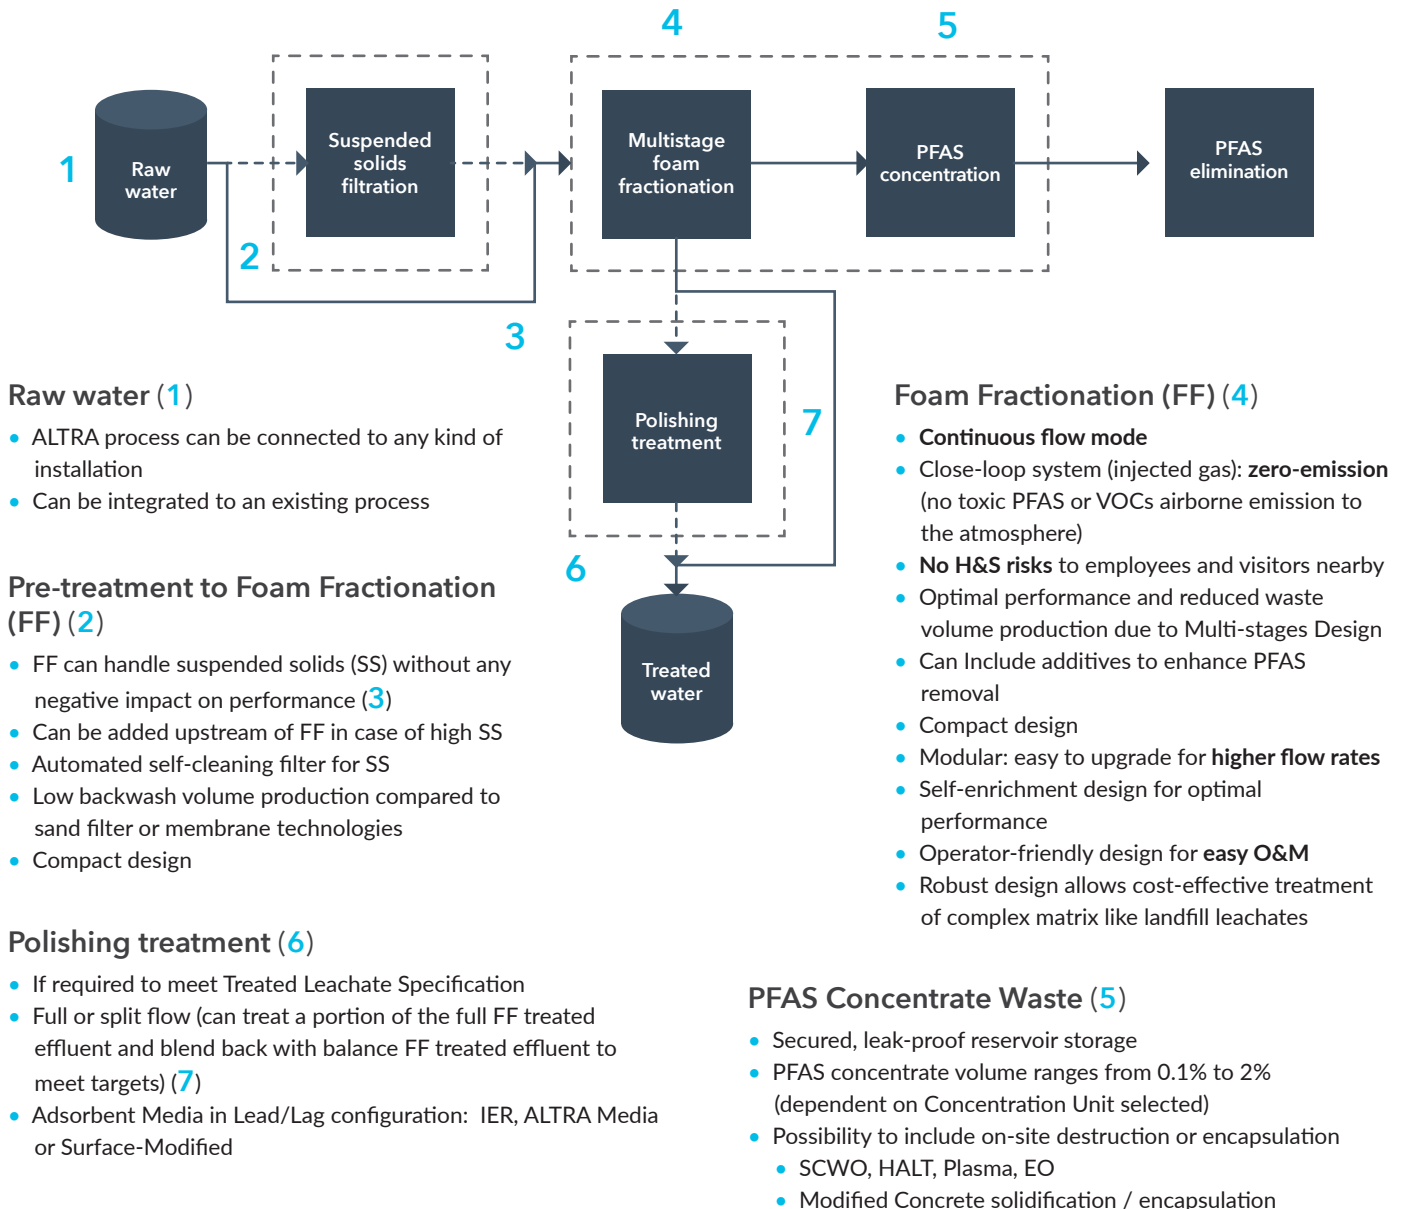 4
5
1
Raw
water
Suspended
solids
filtration
Multistage
foam
fractionation
PFAS
concentration
PFAS
elimination
2
3
Polishing
treatment
7
6
Treated
water
Raw water (1)
• ALTRA process can be connected to any kind of
installation
• Can be integrated to an existing process
Pre-treatment to Foam Fractionation
(FF) (2)
• FF can handle suspended solids (SS) without any
negative impact on performance (3)
• Can be added upstream of FF in case of high SS
• Automated self-cleaning filter for SS
• Low backwash volume production compared to
sand filter or membrane technologies
• Compact design
Polishing treatment (6)
• If required to meet Treated Leachate Specification
• Full or split flow (can treat a portion of the full FF treated
effluent and blend back with balance FF treated effluent to
meet targets) (7)
• Adsorbent Media in Lead/Lag configuration: IER, ALTRA Media
or Surface-Modified
Foam Fractionation (FF) (4)
• Continuous flow mode
• Close-loop system (injected gas): zero-emission
(no toxic PFAS or VOCs airborne emission to
the atmosphere)
• No H&S risks to employees and visitors nearby
• Optimal performance and reduced waste
volume production due to Multi-stages Design
• Can Include additives to enhance PFAS
removal
• Compact design
• Modular: easy to upgrade for higher flow rates
• Self-enrichment design for optimal
performance
• Operator-friendly design for easy O&M
• Robust design allows cost-effective treatment
of complex matrix like landfill leachates
PFAS Concentrate Waste (5)
• Secured, leak-proof reservoir storage
• PFAS concentrate volume ranges from 0.1% to 2%
(dependent on Concentration Unit selected)
• Possibility to include on-site destruction or encapsulation
• SCWO, HALT, Plasma, EO
• Modified Concrete solidification / encapsulation